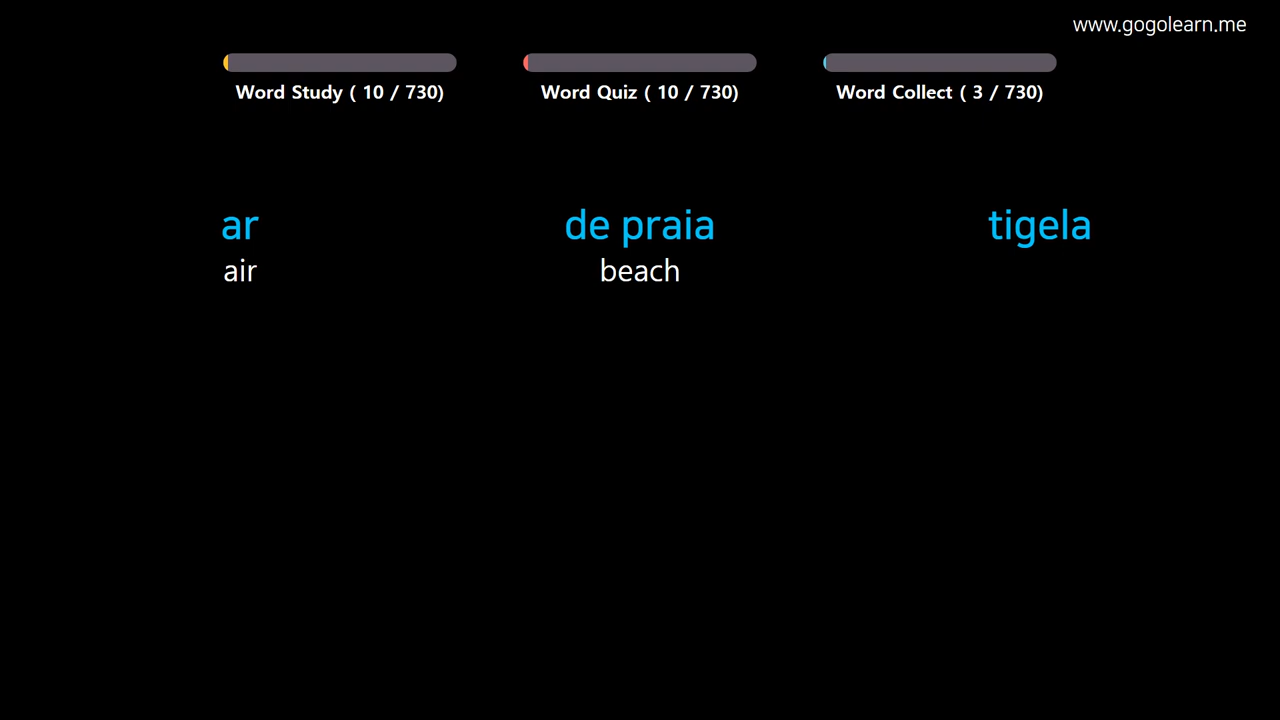 www.gogolearn.me
Word Study ( 10 / 730)
Word Quiz ( 10 / 730)
Word Collect ( 3 / 730)
ar
air
de praia
beach
tigela